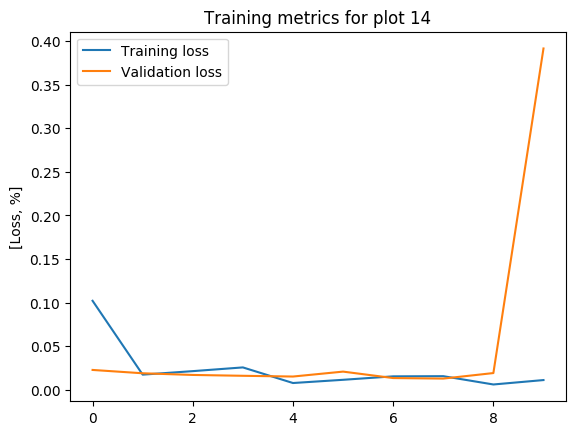 Training metrics for plot 14
Training loss
Validation loss
[Loss, %]
0.40
0.35
0.30
0.25
0.20
0.15
0.10
0.05
0.00
0 2 4 6 8